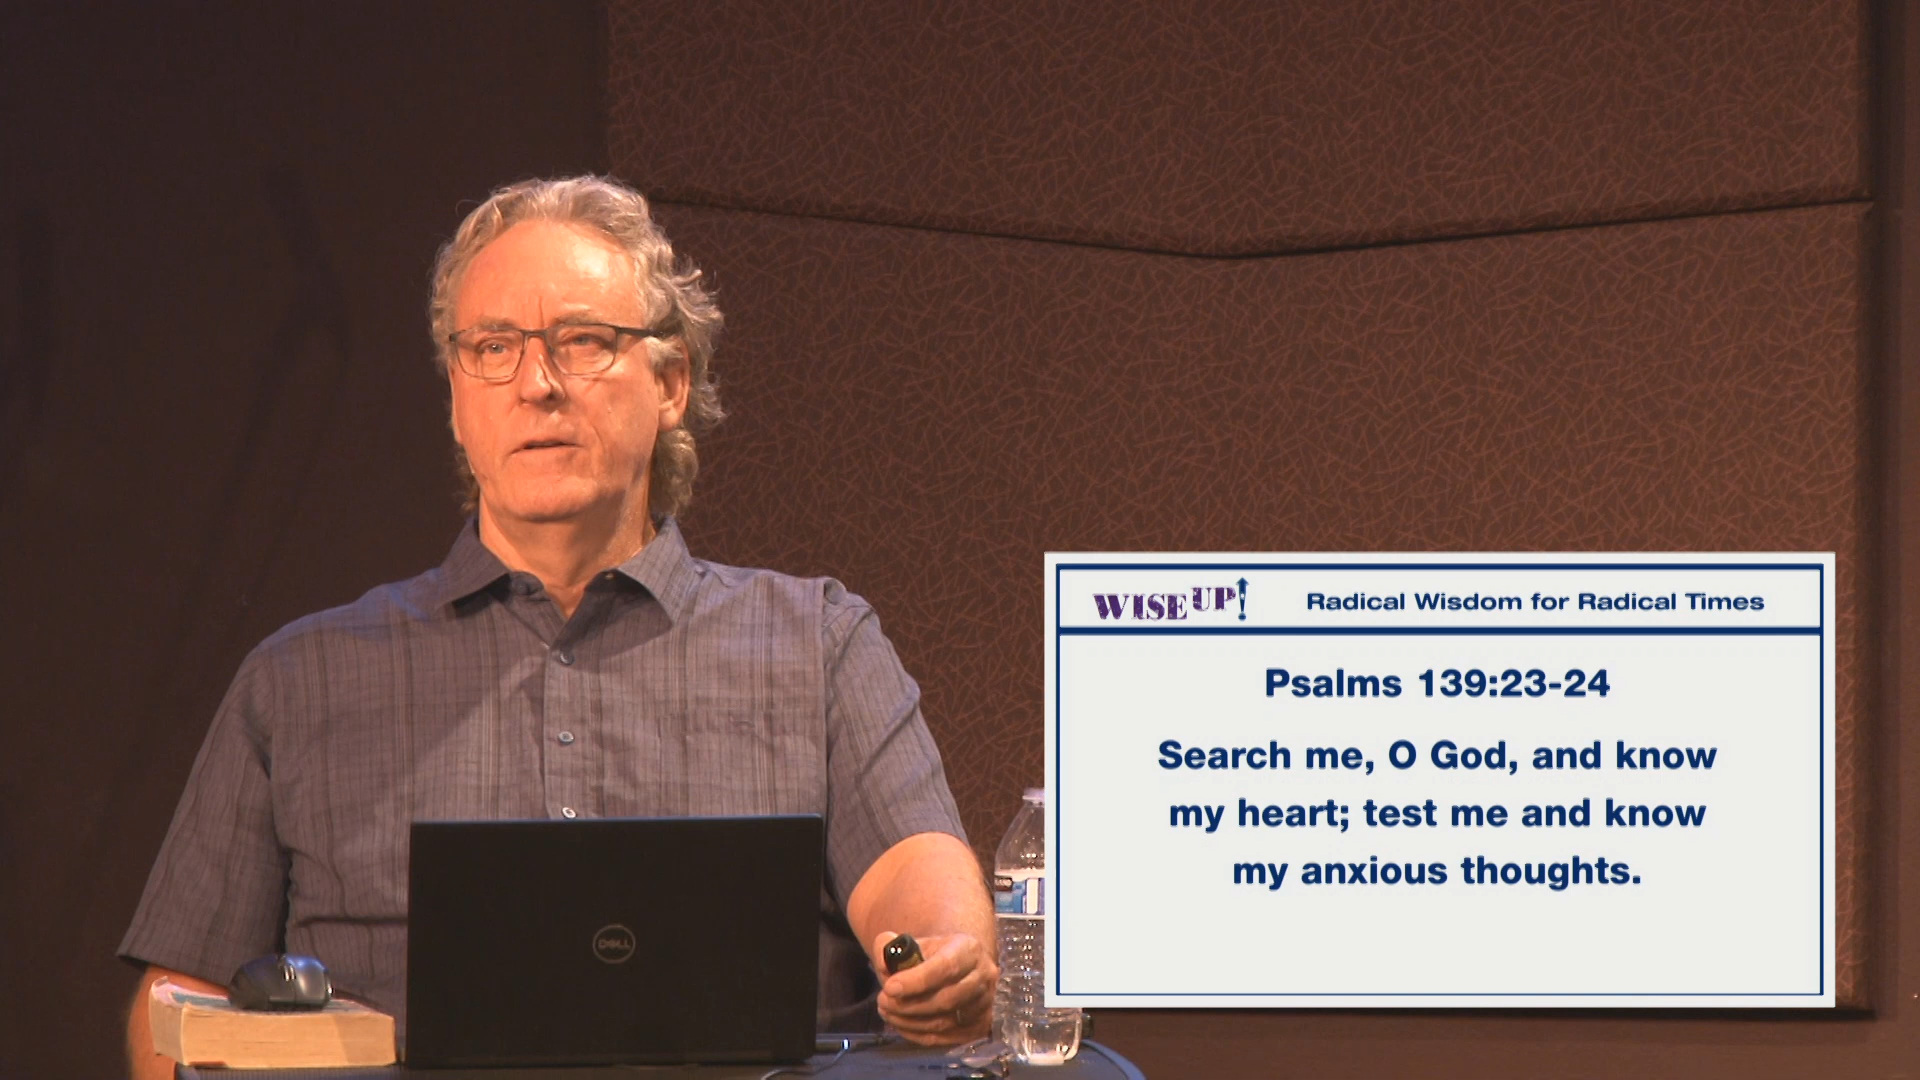 WISE UP! Radical Wisdom for Radical Times
Psalms 139:23-24
Search me, O God, and know
my heart; test me and know
my anxious thoughts.
DELL